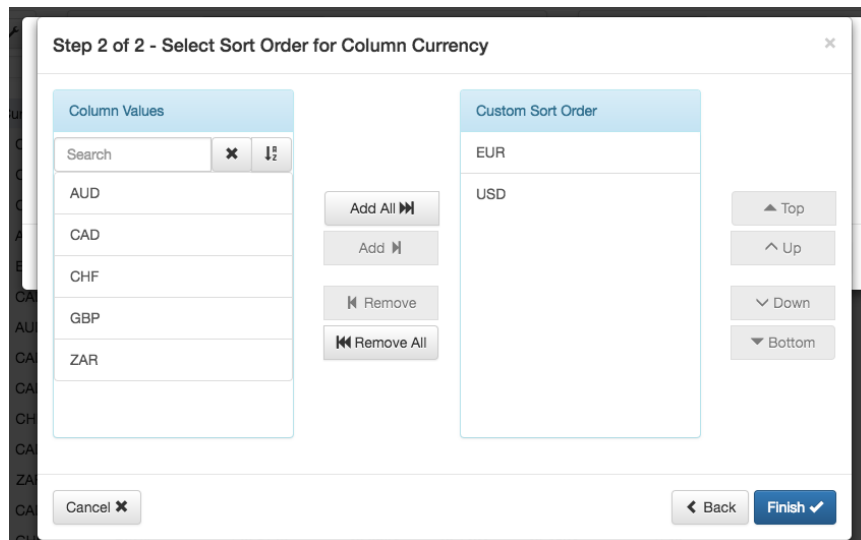 Step 2 of 2 - Select Sort Order for Column Currency
×
Column Values
Search
AUD
CAD
CHF
GBP
ZAR
Add All
Add
Remove
Remove All
Custom Sort Order
EUR
USD
Top
Up
Down
Bottom
Cancel
Back
Finish